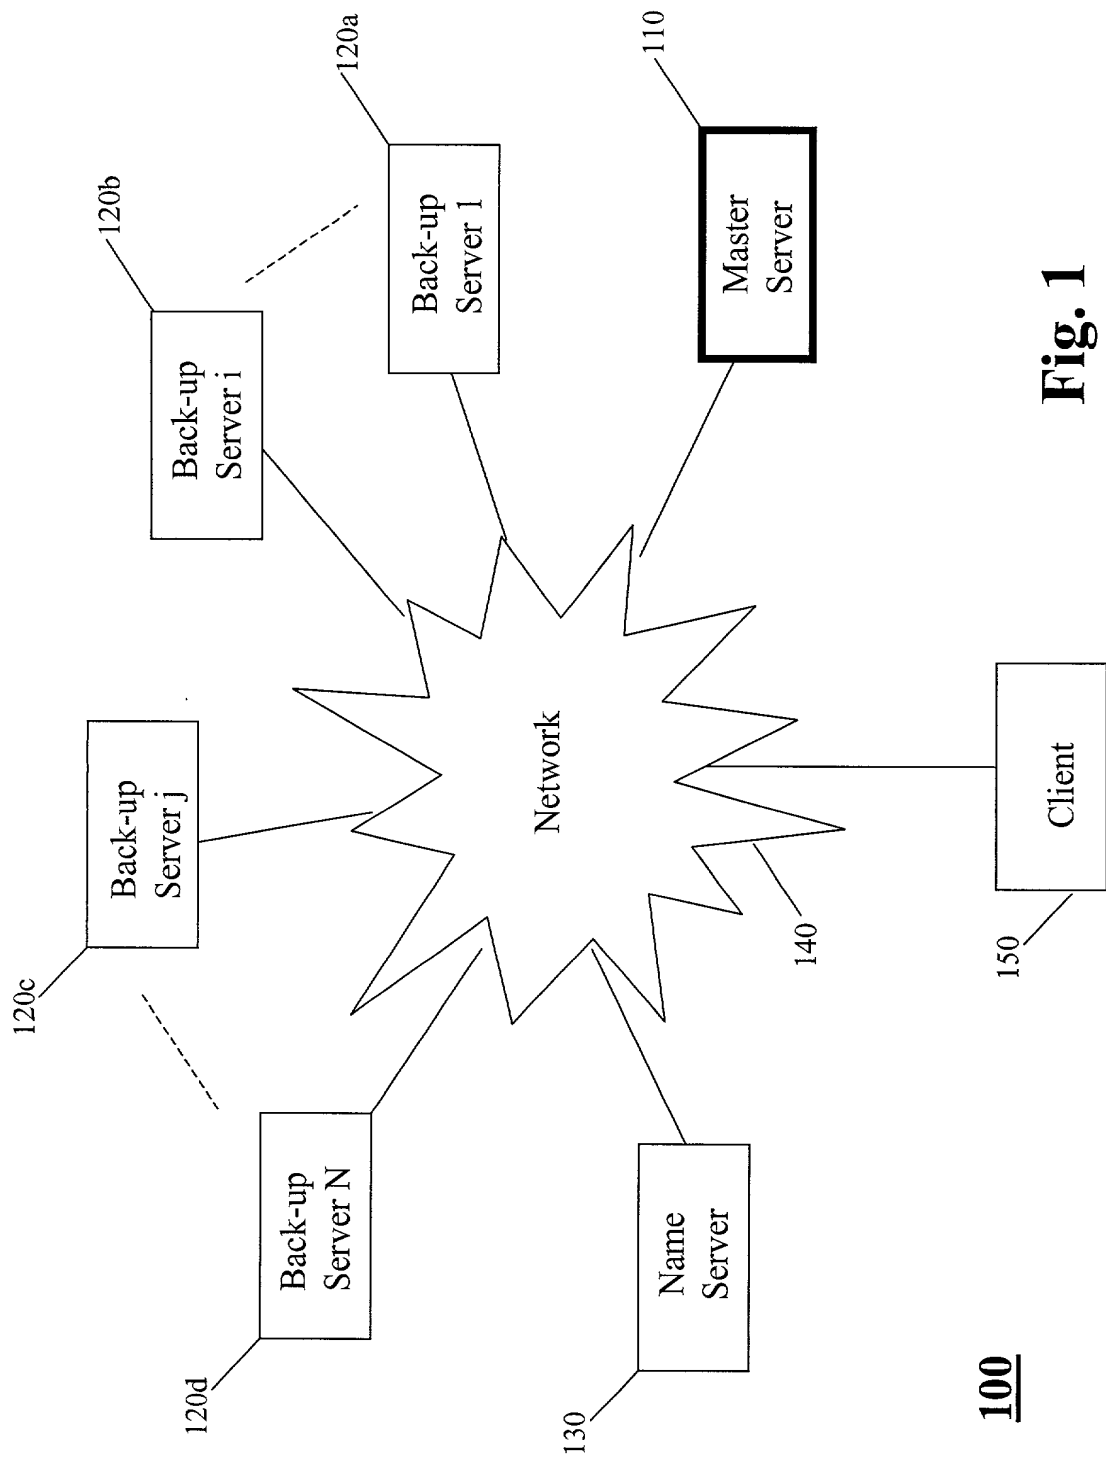 120c
Back-up
Server j
120b
Back-up
Server i
120d
Back-up
Server N
120a
Back-up
Server 1
Network
130
Name
Server
110
Master
Server
140
150
Client
100
Fig. 1